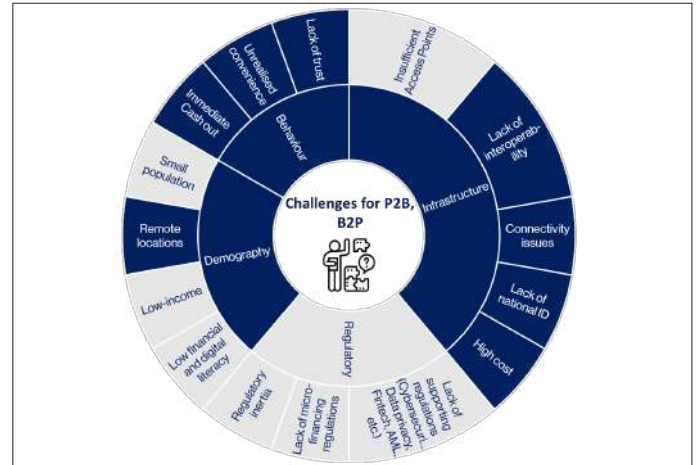 Challenges for P2B,
B2P
Infrastructure
Insufficient
Access Points
Lack of
interoperab-
ility
Connectivity
issues
Lack of
national ID
High cost
Regulatory
Lack of
supporting
regulations
(Cybersecuri...
Data privacy,
Fintech, AML,
etc.)
Lack of micro-
financing
regulations
Regulatory
inertia
Demography
Low financial
and digital
literacy
Low-income
Remote
locations
Small
population
Behaviour
Immediate
Cash out
Unrealised
convenience
Lack of trust
?